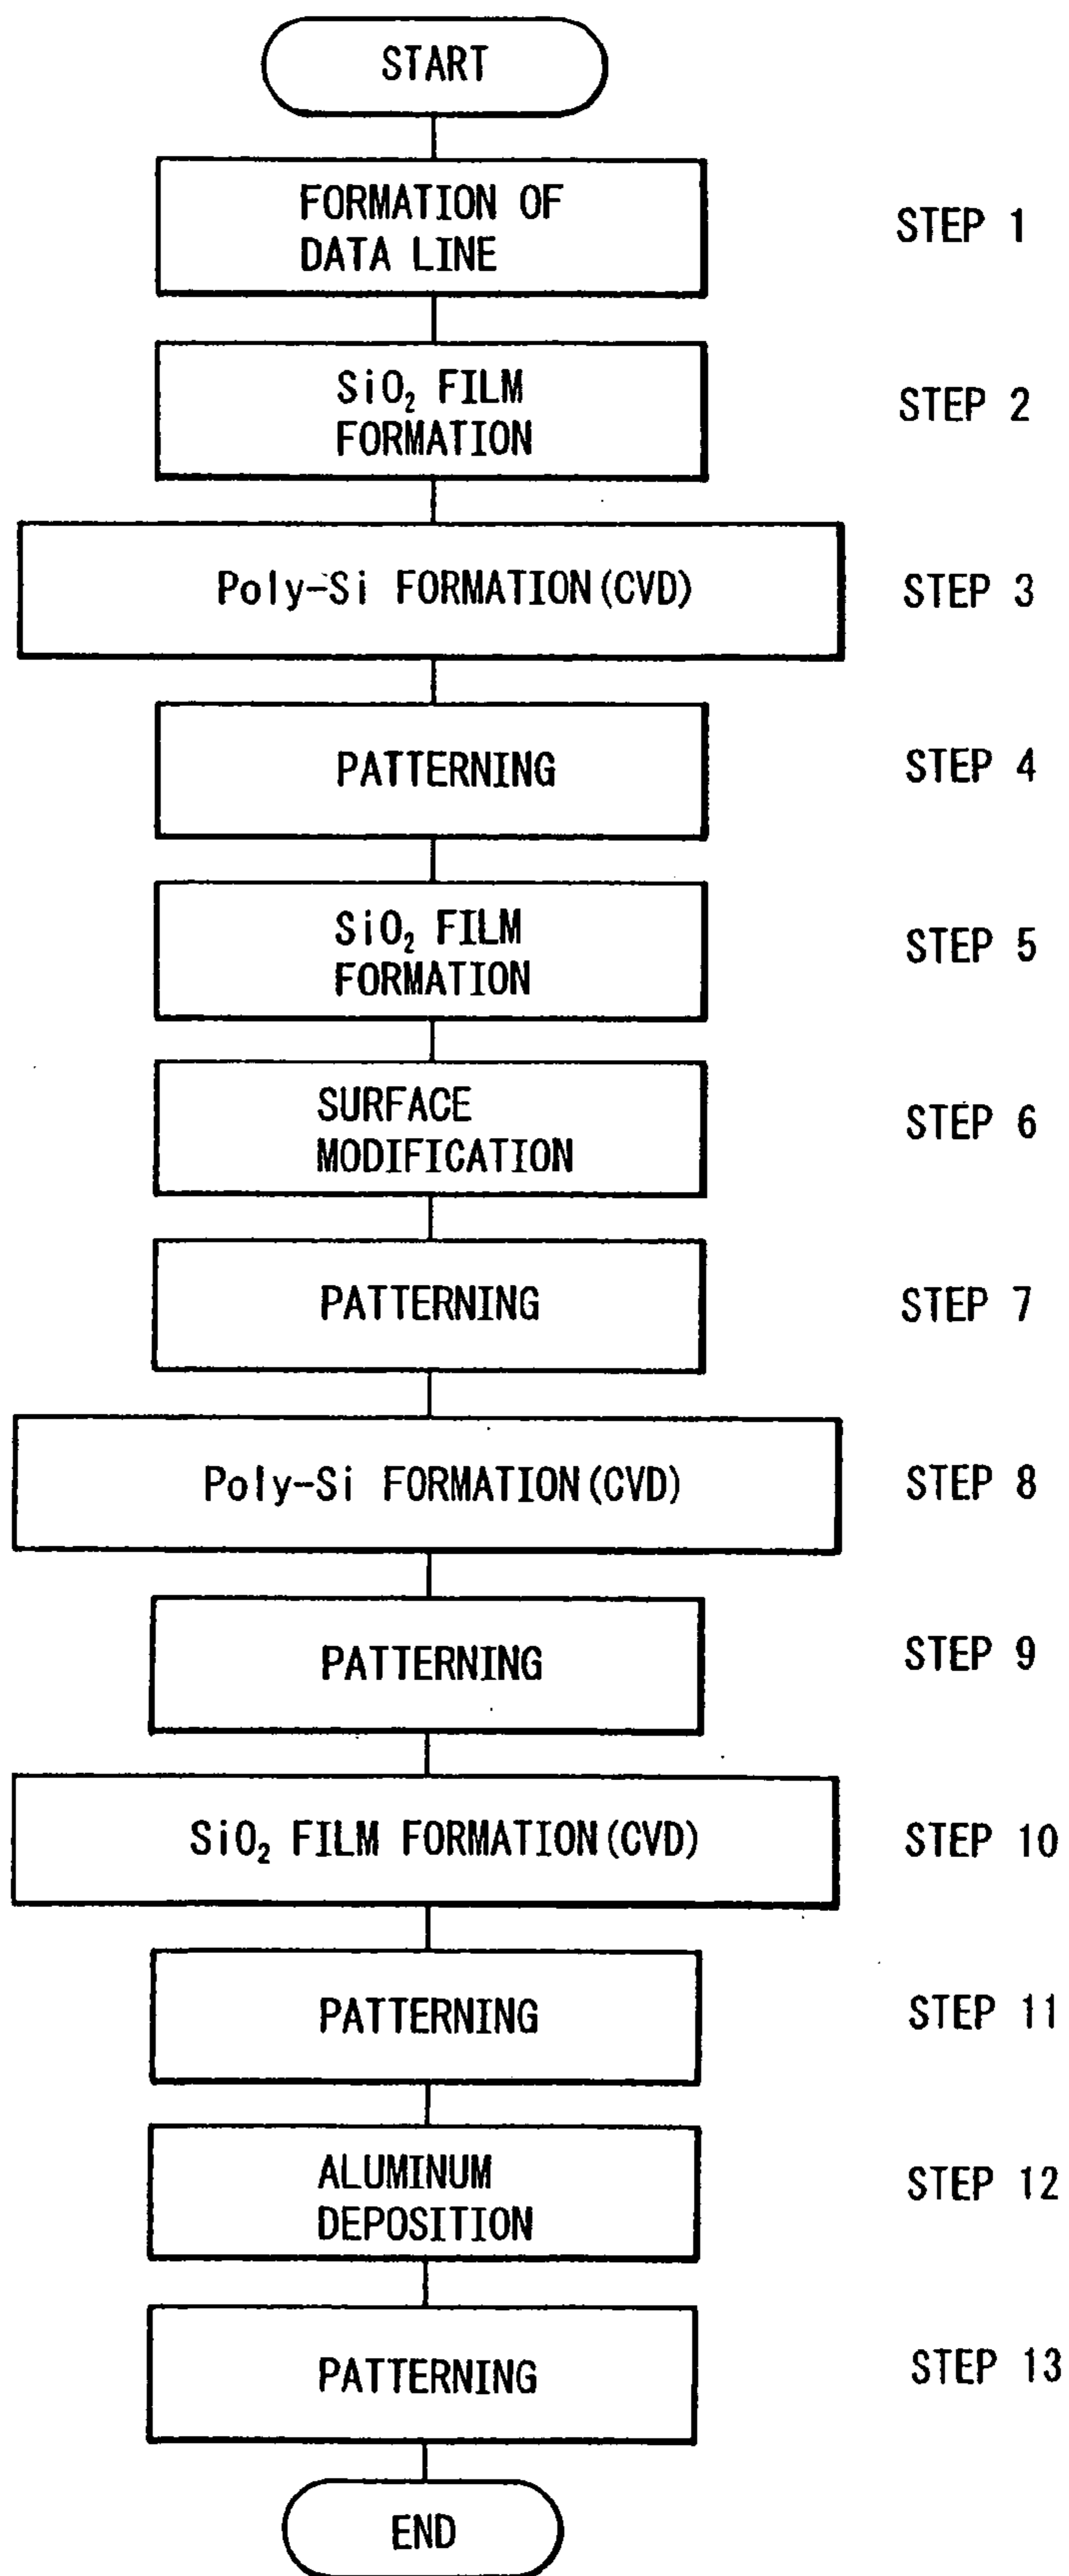 START
FORMATION OF
DATA LINE
STEP 1
SiO₂ FILM
FORMATION
STEP 2
Poly-Si FORMATION(CVD)
STEP 3
PATTERNING
STEP 4
SiO₂ FILM
FORMATION
STEP 5
SURFACE
MODIFICATION
STEP 6
PATTERNING
STEP 7
Poly-Si FORMATION(CVD)
STEP 8
PATTERNING
STEP 9
SiO₂ FILM FORMATION(CVD)
STEP 10
PATTERNING
STEP 11
ALUMINUM
DEPOSITION
STEP 12
PATTERNING
STEP 13
END